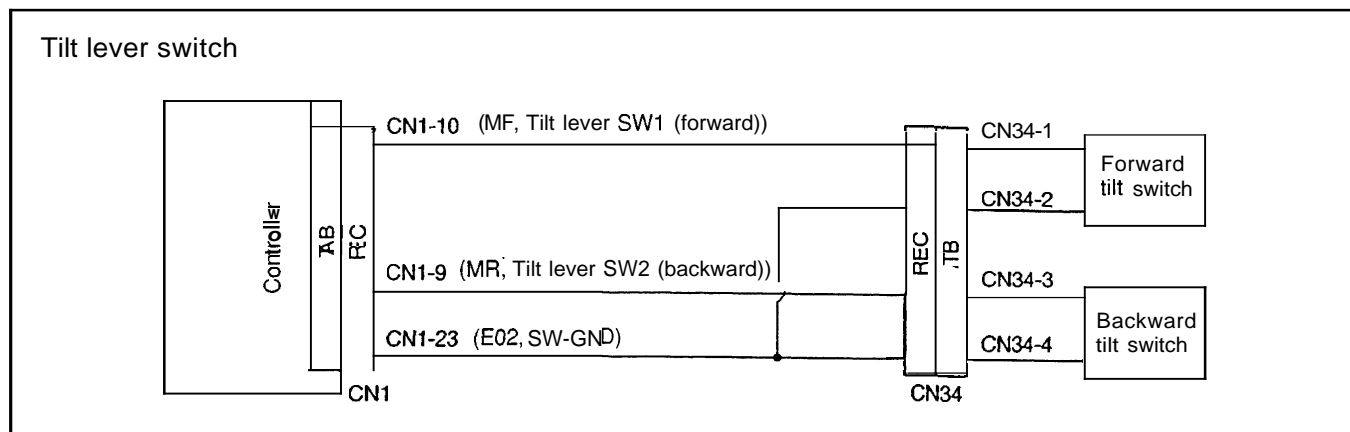 Tilt lever switch
Controller
TAB
REC
CN1-10 (MF, Tilt lever SW1 (forward))
CN1-9 (MR, Tilt lever SW2 (backward))
CN1-23 (E02, SW-GND)
CN1
REC
TB
CN34
CN34-1
CN34-2
Forward
tilt switch
CN34-3
CN34-4
Backward
tilt switch